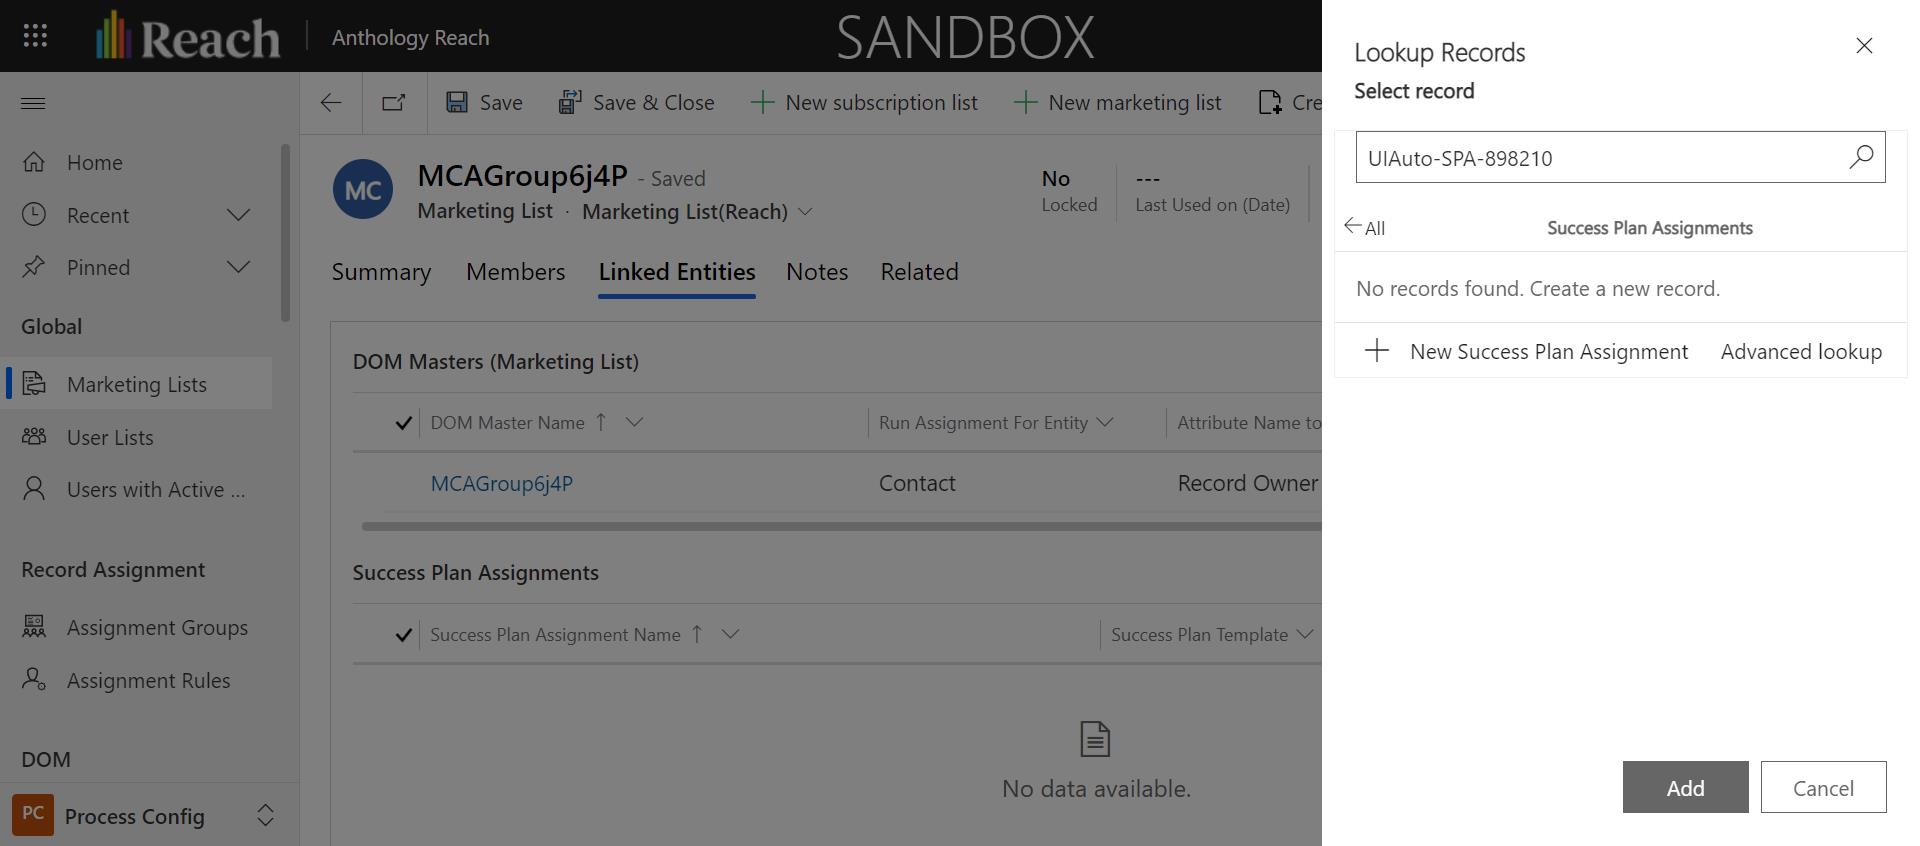 Reach
Anthology Reach
SANDBOX
Home
Recent
Pinned
Global
Marketing Lists
User Lists
Users with Active ...
Record Assignment
Assignment Groups
Assignment Rules
DOM
PC
Process Config
Save
Save & Close
New subscription list
New marketing list
Cre
MC
MCAGroup6j4P - Saved
Marketing List · Marketing List(Reach)
No
Locked
---
Last Used on (Date)
Summary
Members
Linked Entities
Notes
Related
DOM Masters (Marketing List)
DOM Master Name
Run Assignment For Entity
Attribute Name to
MCAGroup6j4P
Contact
Record Owner
Success Plan Assignments
Success Plan Assignment Name
Success Plan Template
No data available.
Lookup Records
Select record
UIAuto-SPA-898210
All
Success Plan Assignments
No records found. Create a new record.
New Success Plan Assignment
Advanced lookup
Add
Cancel